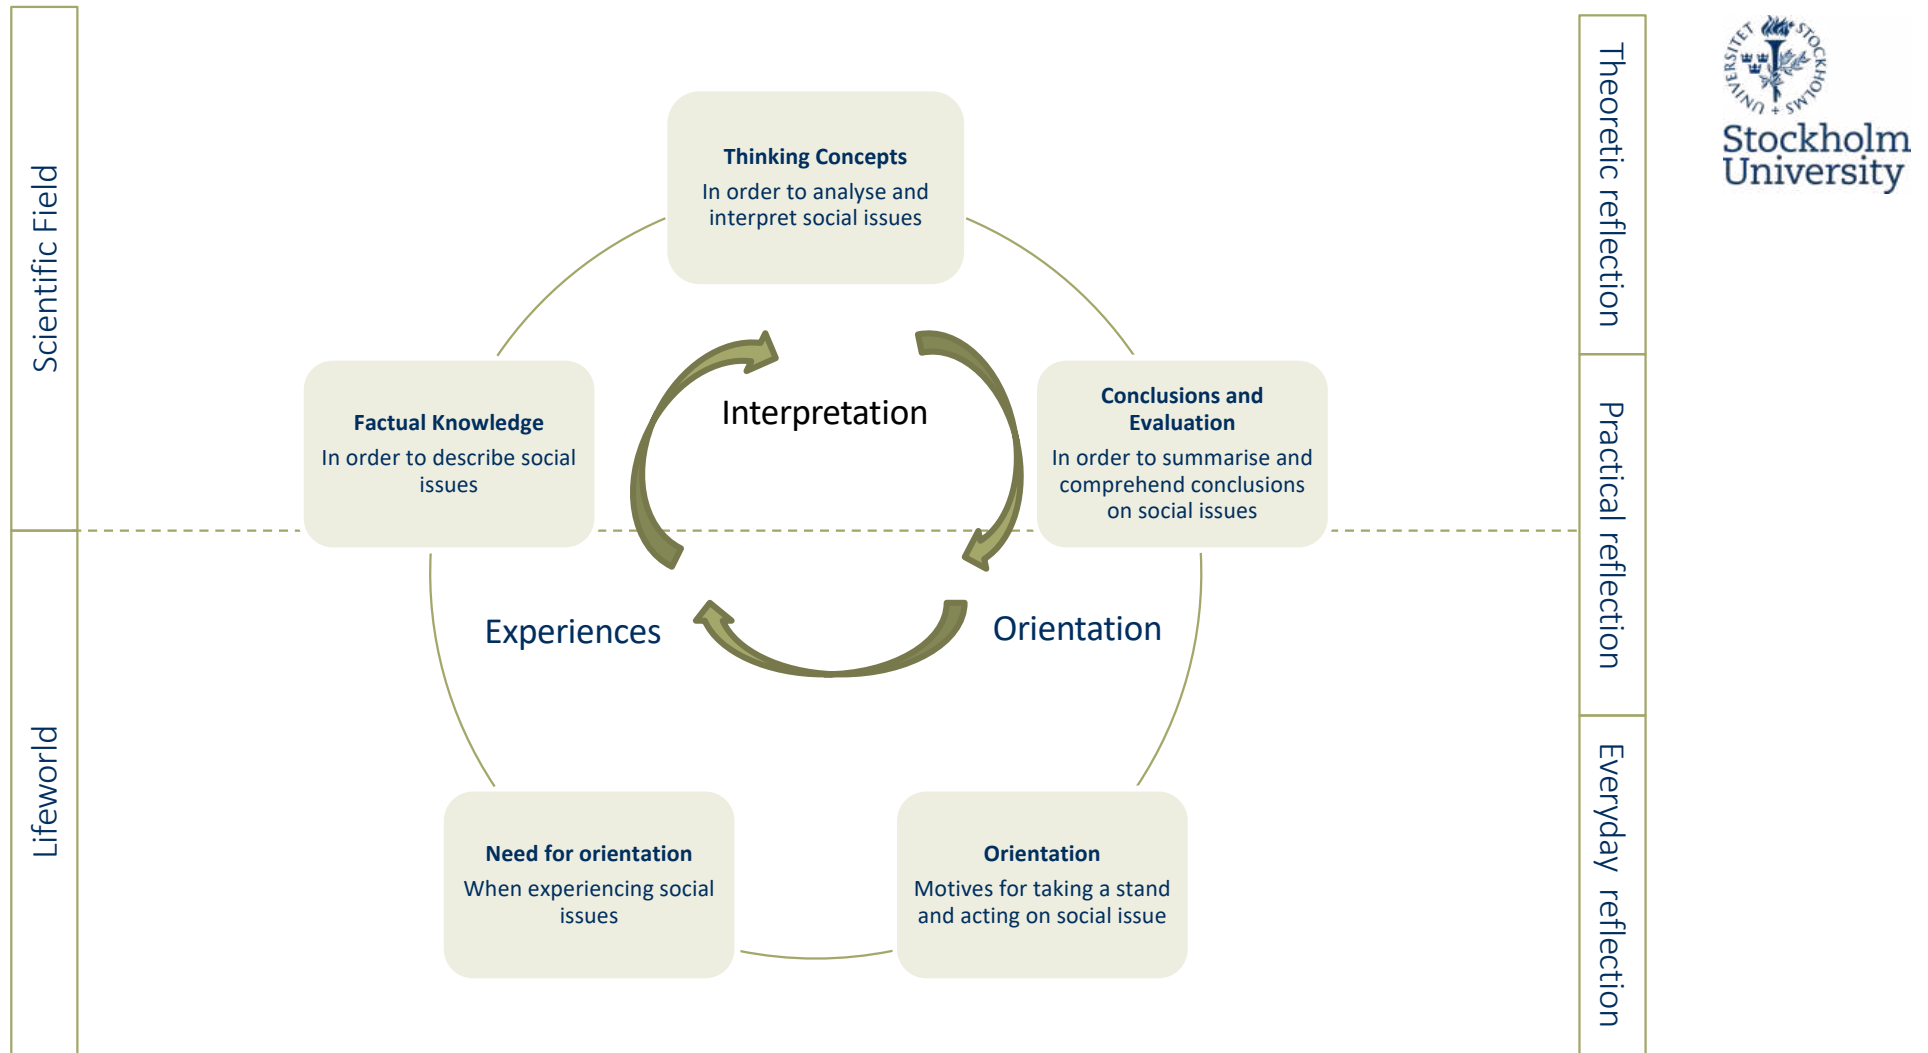 Scientific Field
Lifeworld
Thinking Concepts
In order to analyse and
interpret social issues
Factual Knowledge
In order to describe social
issues
Conclusions and
Evaluation
In order to summarise and
comprehend conclusions
on social issues
Interpretation
Experiences
Orientation
Need for orientation
When experiencing social
issues
Orientation
Motives for taking a stand
and acting on social issue
Theoretic reflection
Practical reflection
Everyday reflection
STOCKHOLMS + UNIVERSITET
Stockholm
University